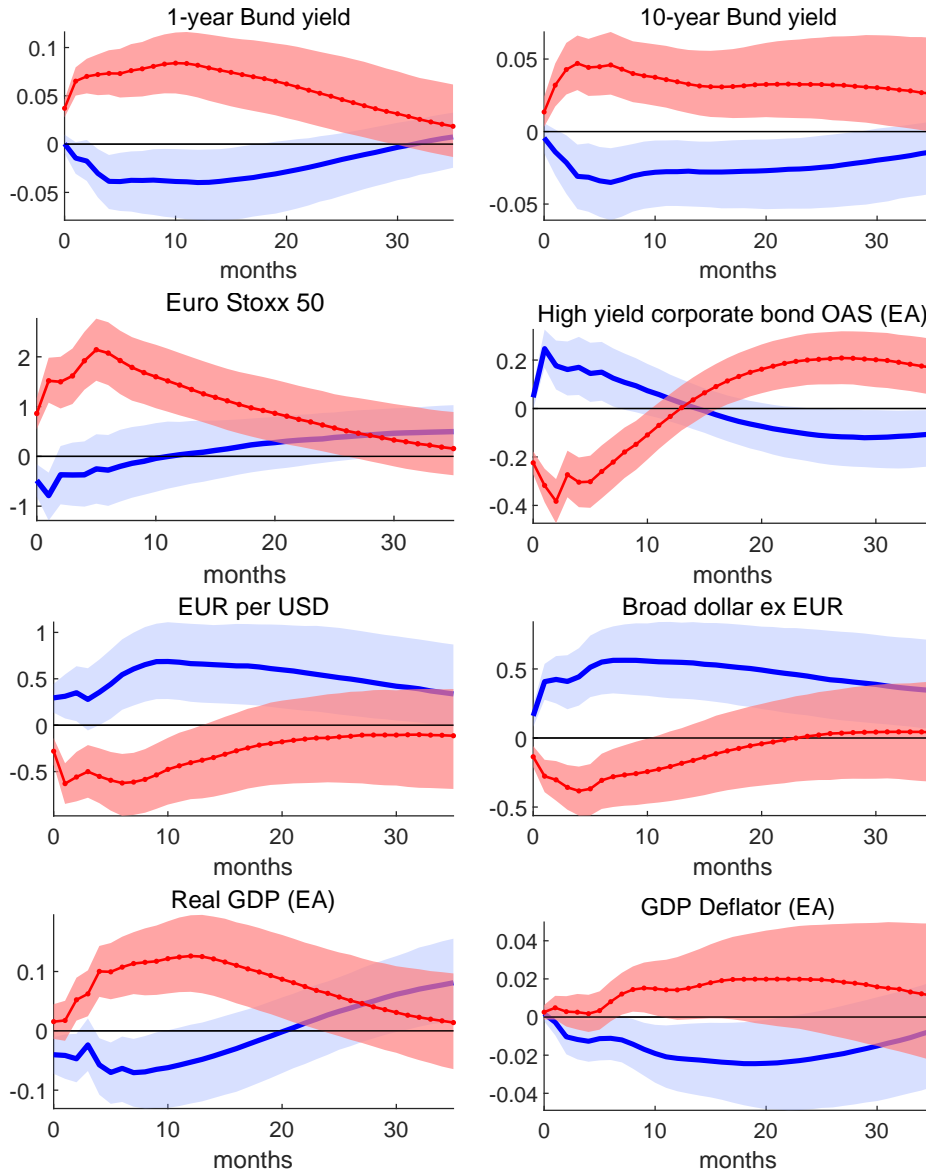 1-year Bund yield
0.1
0.05
0
-0.05
0 10 20 30
months
10-year Bund yield
0.05
0
-0.05
0 10 20 30
months
Euro Stoxx 50
2
1
0
-1
0 10 20 30
months
High yield corporate bond OAS (EA)
0.2
0
-0.2
-0.4
0 10 20 30
months
EUR per USD
1
0.5
0
-0.5
0 10 20 30
months
Broad dollar ex EUR
0.5
0
-0.5
0 10 20 30
months
Real GDP (EA)
0.1
0
-0.1
0 10 20 30
months
GDP Deflator (EA)
0.04
0.02
0
-0.02
-0.04
0 10 20 30
months